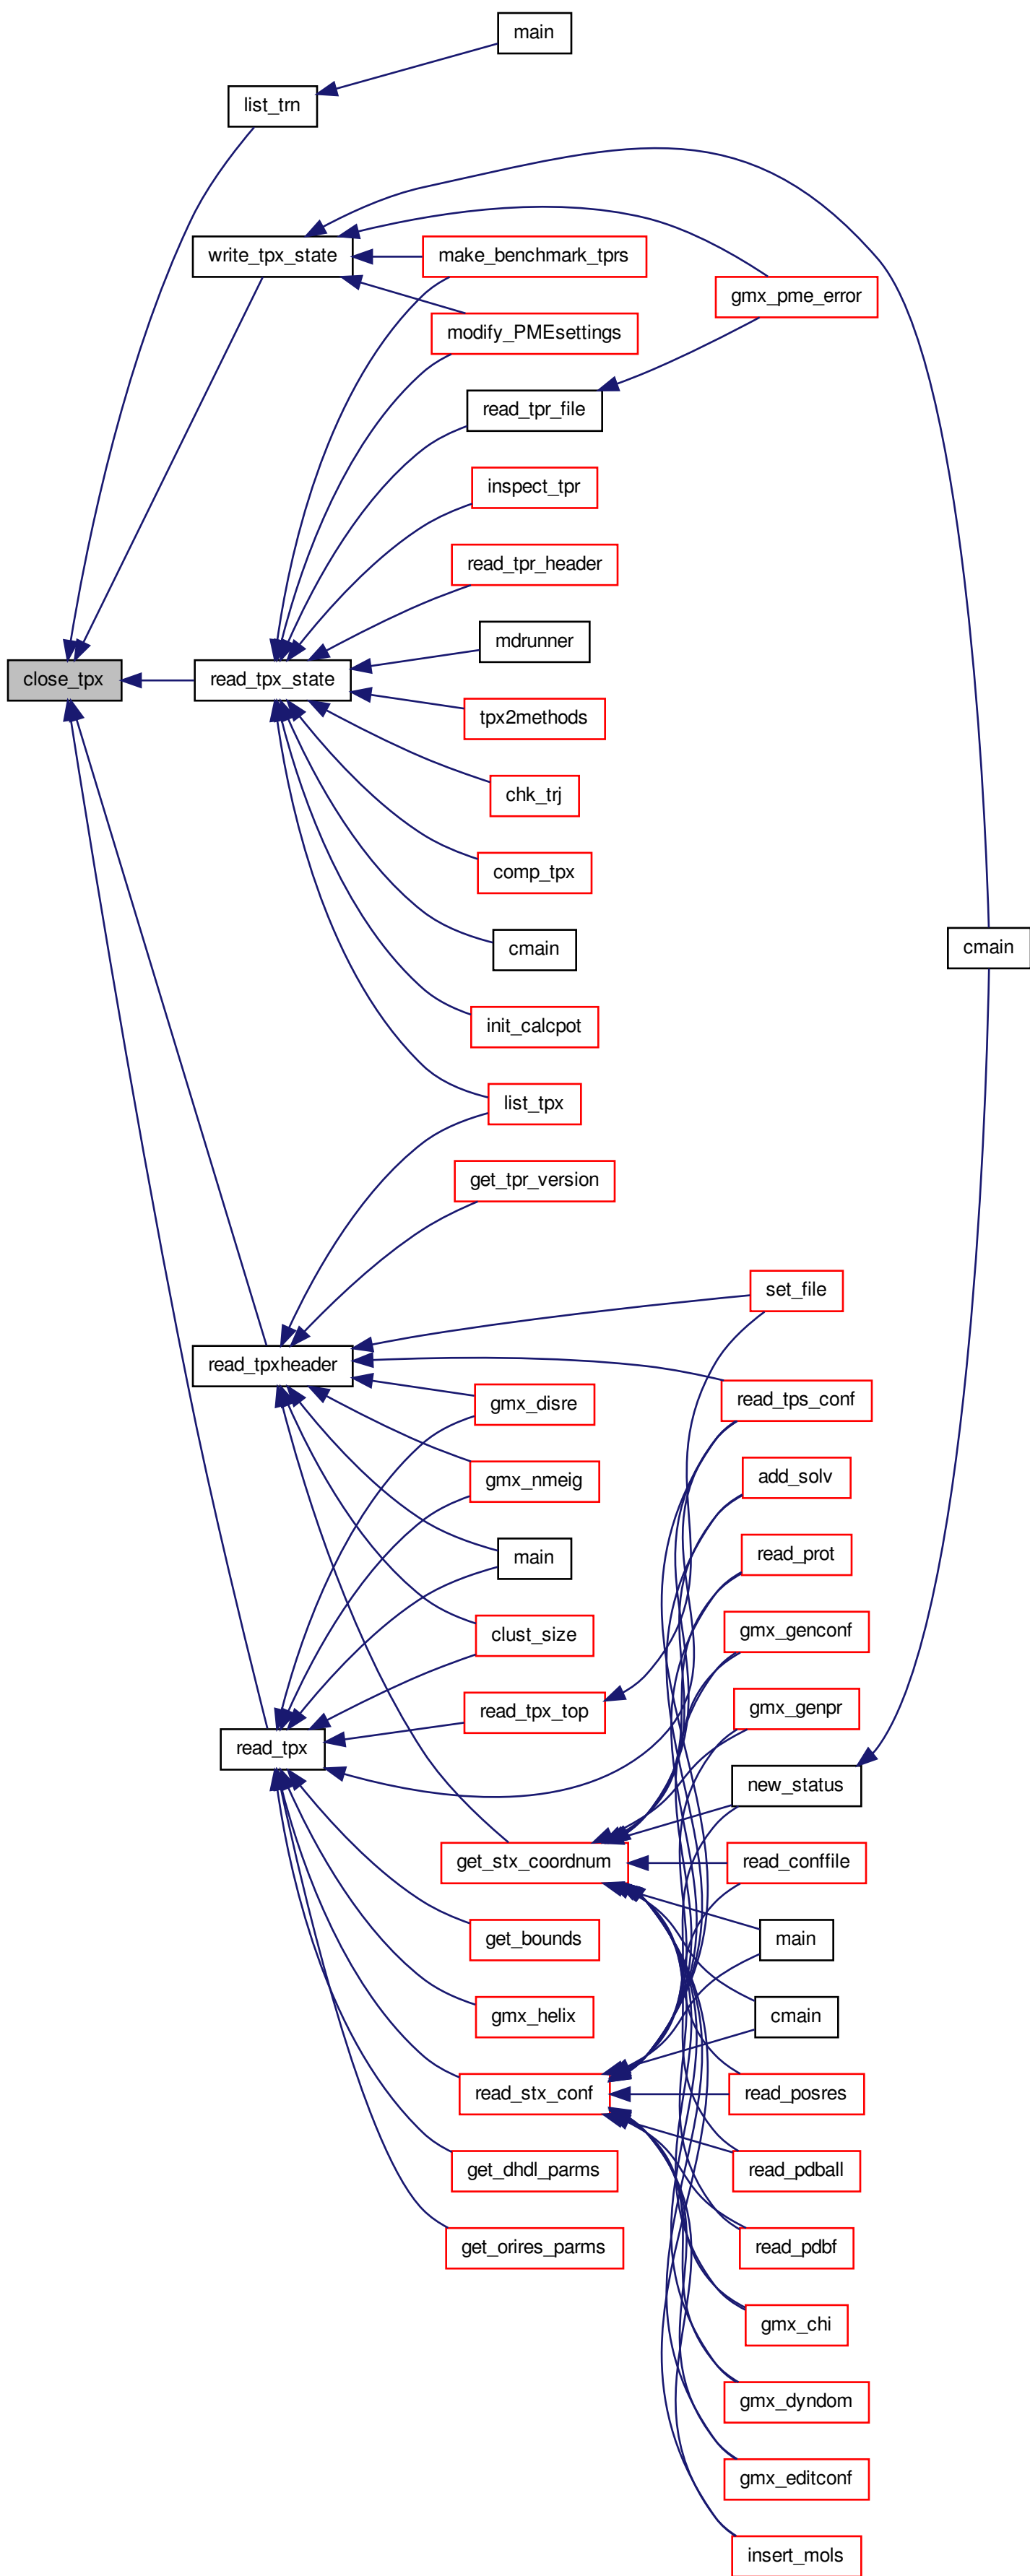 main
list_trn
write_tpx_state
make_benchmark_tprs
gmx_pme_error
modify_PMEsettings
read_tpr_file
inspect_tpr
read_tpr_header
mdrunner
close_tpx
read_tpx_state
tpx2methods
chk_trj
comp_tpx
cmain
cmain
init_calcpot
list_tpx
get_tpr_version
set_file
read_tpxheader
read_tps_conf
gmx_disre
add_solv
gmx_nmeig
main
read_prot
clust_size
gmx_genconf
read_tpx_top
gmx_genpr
read_tpx
new_status
get_stx_coordnum
read_conffile
get_bounds
main
gmx_helix
cmain
read_stx_conf
read_posres
get_dhdl_parms
read_pdball
get_orires_parms
read_pdbf
gmx_chi
gmx_dyndom
gmx_editconf
insert_mols